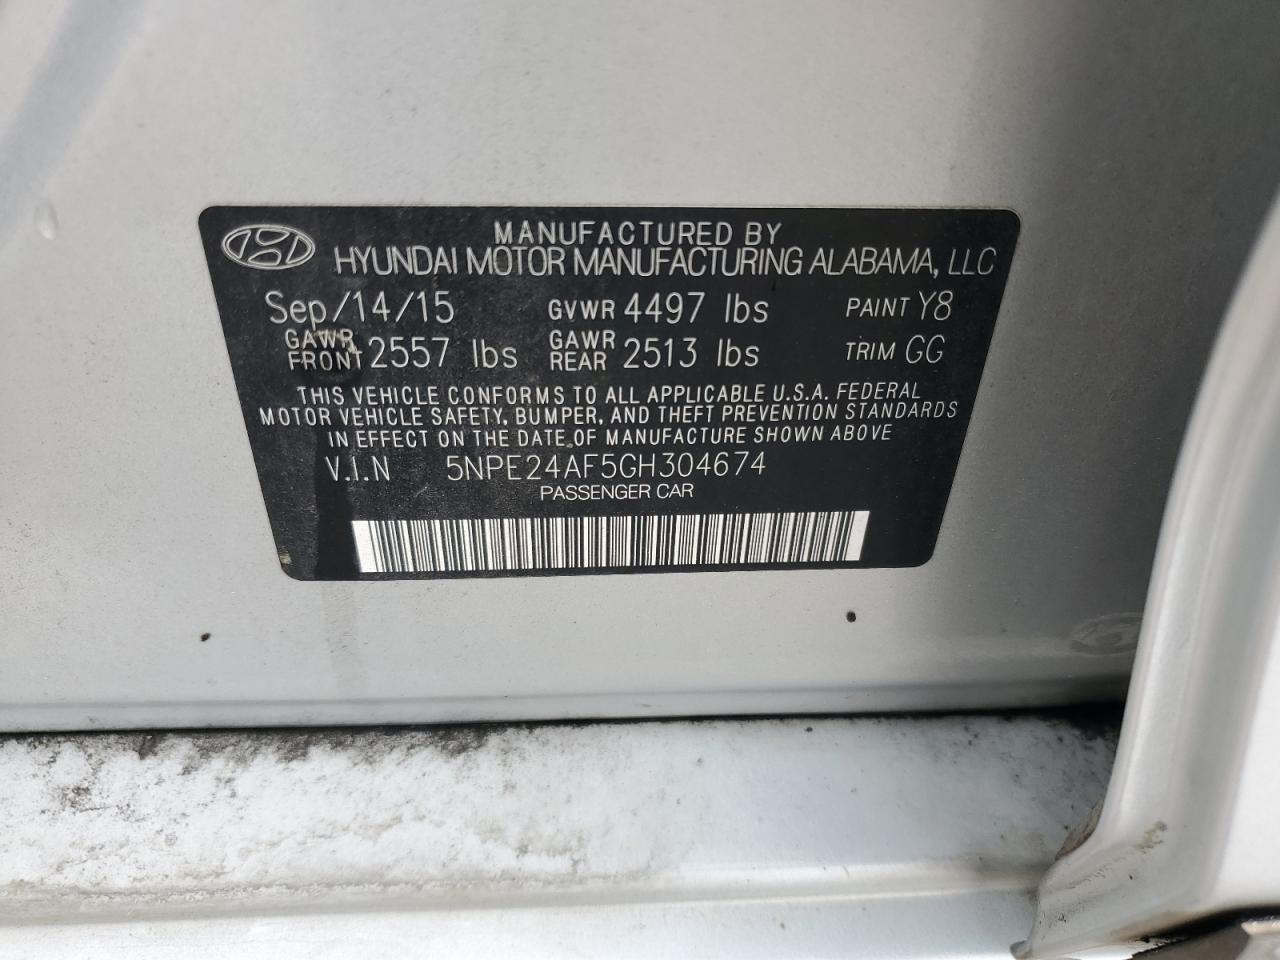 MANUFACTURED BY
HYUNDAI MOTOR MANUFACTURING ALABAMA, LLC
Sep/14/15 GVWR 4497 lbs PAINT Y8
GAWR FRONT 2557 lbs GAWR REAR 2513 lbs TRIM GG
THIS VEHICLE CONFORMS TO ALL APPLICABLE U.S.A. FEDERAL
MOTOR VEHICLE SAFETY, BUMPER, AND THEFT PREVENTION STANDARDS
IN EFFECT ON THE DATE OF MANUFACTURE SHOWN ABOVE
V.I.N 5NPE24AF5GH304674
PASSENGER CAR